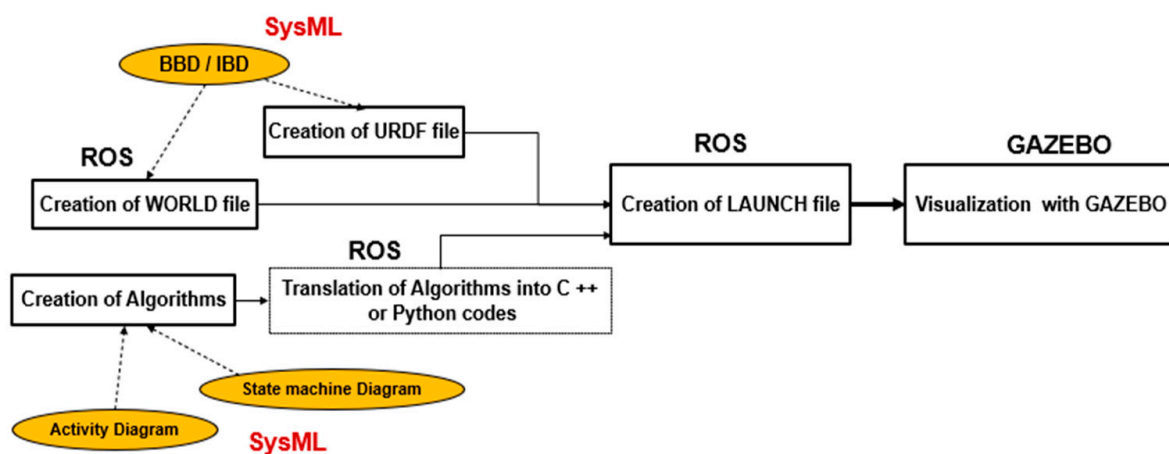 SysML
BBD / IBD
Creation of URDF file
ROS
Creation of WORLD file
ROS
Creation of LAUNCH file
GAZEBO
Visualization with GAZEBO
ROS
Creation of Algorithms
Translation of Algorithms into C ++
or Python codes
State machine Diagram
Activity Diagram
SysML